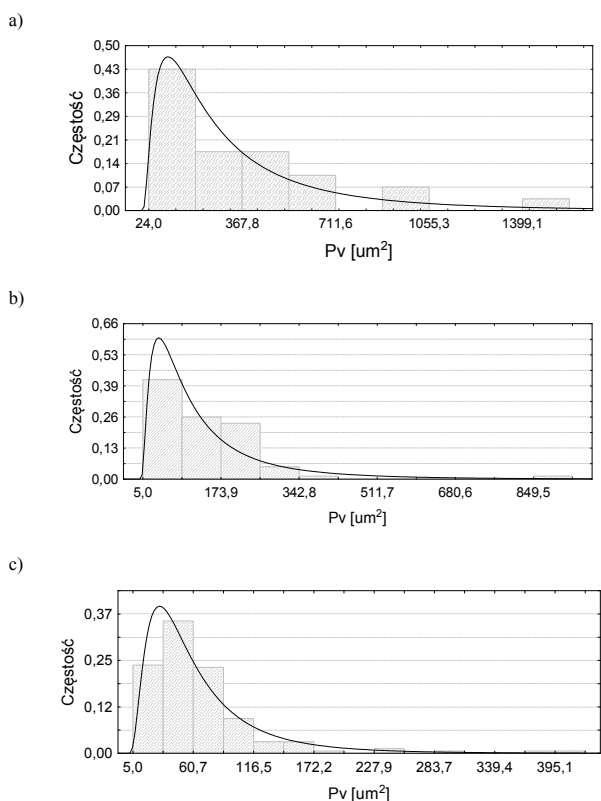 a)
0,50
0,43
0,36
0,29
0,21
0,14
0,07
0,00
Częstość
24,0 367,8 711,6 1055,3 1399,1
Pv [um²]
b)
0,66
0,53
0,39
0,26
0,13
0,00
Częstość
5,0 173,9 342,8 511,7 680,6 849,5
Pv [um²]
c)
0,37
0,25
0,12
0,00
Częstość
5,0 60,7 116,5 172,2 227,9 283,7 339,4 395,1
Pv [um²]